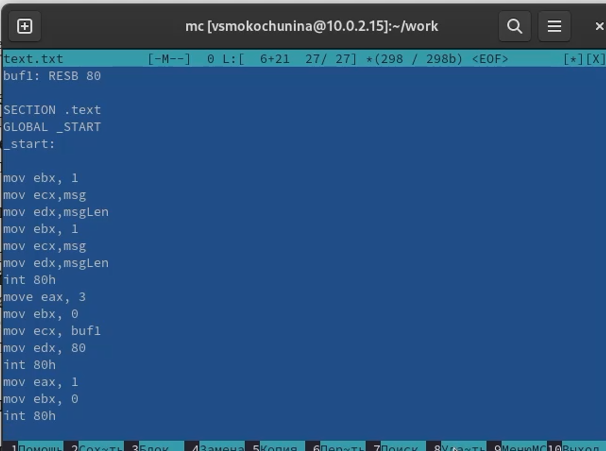 mc [vsmokochunina@10.0.2.15]:~/work
text.txt [-M--] 0 L:[ 6+21 27/ 27] *(298 / 298b) <EOF> [*][X]
buf1: RESB 80
SECTION .text
GLOBAL _START
_start:
mov ebx, 1
mov ecx,msg
mov edx,msgLen
mov ebx, 1
mov ecx,msg
mov edx,msgLen
int 80h
move eax, 3
mov ebx, 0
mov ecx, buf1
mov edx, 80
int 80h
mov eax, 1
mov ebx, 0
int 80h
1Помощь 2Сох~ть 3Блок 4Замена 5Копия 6Пер~ть 7Поиск 8Уда~ть 9МенюMC 10Выход